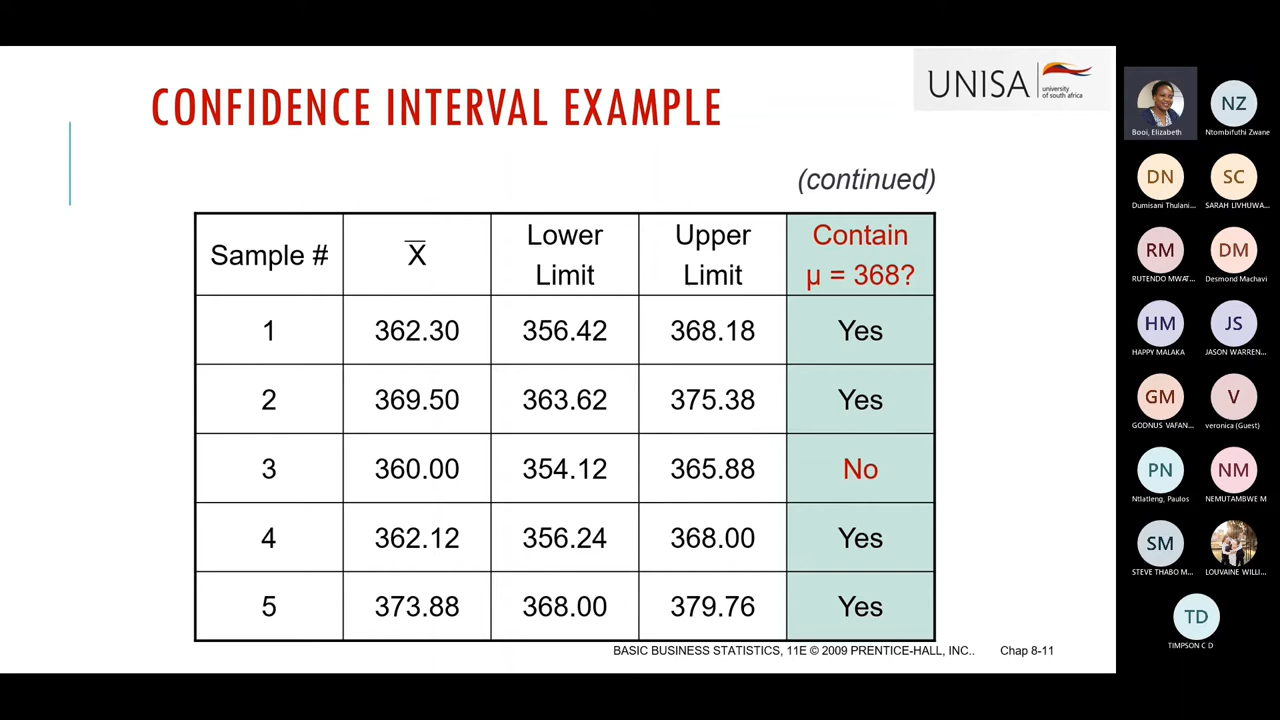 CONFIDENCE INTERVAL EXAMPLE
UNISA
university
of south africa
(continued)
Sample # X̅ Lower Limit Upper Limit Contain μ = 368?
1 362.30 356.42 368.18 Yes
2 369.50 363.62 375.38 Yes
3 360.00 354.12 365.88 No
4 362.12 356.24 368.00 Yes
5 373.88 368.00 379.76 Yes
BASIC BUSINESS STATISTICS, 11E © 2009 PRENTICE-HALL, INC.. Chap 8-11
Booi, Elizabeth
NZ
Ntombifuthi Zwane
DN
Dumisani Thulani...
SC
SARAH LIVHUWA...
RM
RUTENDO MWAT...
DM
Desmond Machavi
HM
HAPPY MALAKA
JS
JASON WARREN...
GM
GODNUS VAFAN...
V
veronica (Guest)
PN
Ntlatleng, Paulos
NM
NEMUTAMBWE M
SM
STEVE THABO M...
LOUVAINE WILLI...
TD
TIMPSON C D